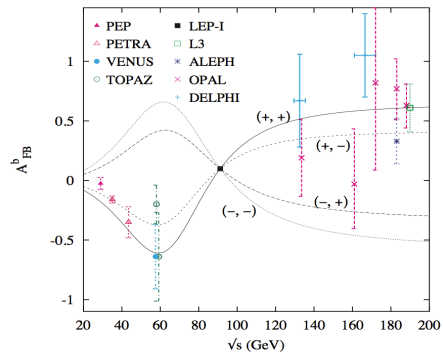 PEP
PETRA
VENUS
TOPAZ
LEP-I
L3
ALEPH
OPAL
DELPHI
1
0.5
0
-0.5
-1
A^b_FB
(+, +)
(+, -)
(-, +)
(-, -)
20 40 60 80 100 120 140 160 180 200
√s (GeV)